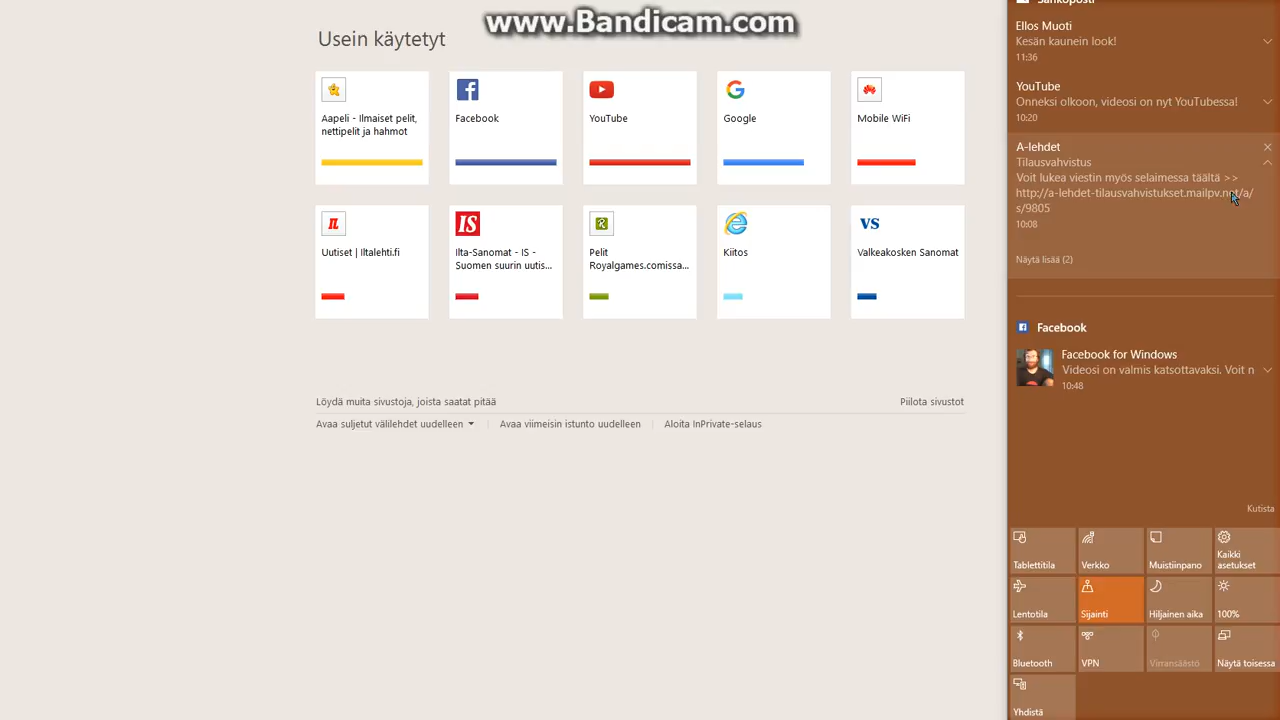 www.Bandicam.com
Usein käytetyt
Aapeli - Ilmaiset pelit,
nettipelit ja hahmot
Facebook
YouTube
Google
Mobile WiFi
Uutiset | Iltalehti.fi
Ilta-Sanomat - IS -
Suomen suurin uutis...
Pelit
Royalgames.comissa...
Kiitos
VS
Valkeakosken Sanomat
Löydä muita sivustoja, joista saatat pitää
Piilota sivustot
Avaa suljetut välilehdet uudelleen
Avaa viimeisin istunto uudelleen
Aloita InPrivate-selaus
Sähköposti
Ellos Muoti
Kesän kaunein look!
11:36
YouTube
Onneksi olkoon, videosi on nyt YouTubessa!
10:20
A-lehdet
Tilausvahvistus
Voit lukea viestin myös selaimessa täältä >>
http://a-lehdet-tilausvahvistukset.mailpv.net/a/
s/9805
10:08
Näytä lisää (2)
Facebook
Facebook for Windows
Videosi on valmis katsottavaksi. Voit n
10:48
Kutista
Tablettitila
Verkko
Muistiinpano
Kaikki
asetukset
Lentotila
Sijainti
Hiljainen aika
100%
Bluetooth
VPN
Virransäästö
Näytä toisessa
Yhdistä